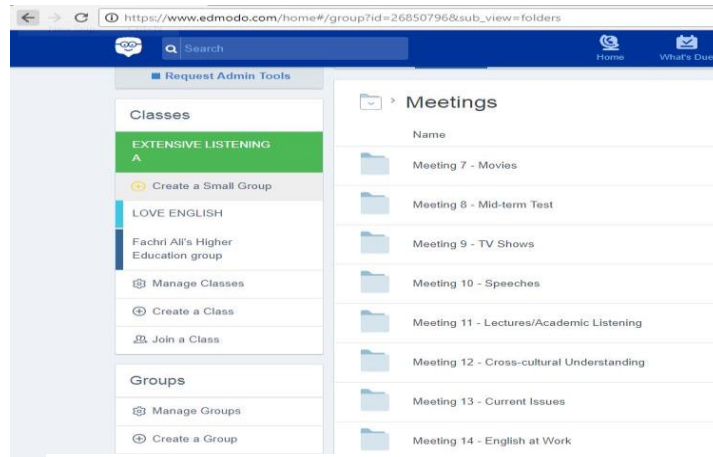 https://www.edmodo.com/home#/group?id=26850796&sub_view=folders
Search
Home
What's Due
Request Admin Tools
Classes
EXTENSIVE LISTENING
A
Create a Small Group
LOVE ENGLISH
Fachri Ali's Higher
Education group
Manage Classes
Create a Class
Join a Class
Groups
Manage Groups
Create a Group
Meetings
Name
Meeting 7 - Movies
Meeting 8 - Mid-term Test
Meeting 9 - TV Shows
Meeting 10 - Speeches
Meeting 11 - Lectures/Academic Listening
Meeting 12 - Cross-cultural Understanding
Meeting 13 - Current Issues
Meeting 14 - English at Work